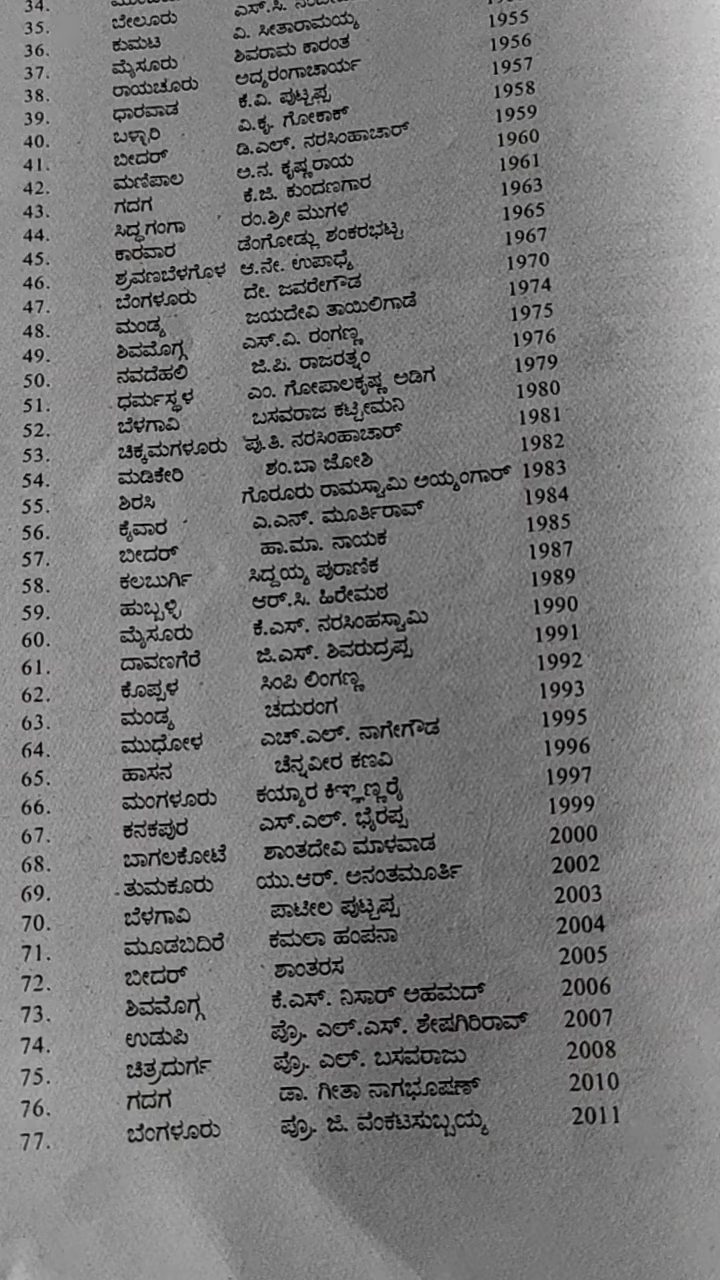 34.
35. ಬೇಲೂರು ಎಸ್.ಸಿ.
36. ಕುಮಟ ವಿ. ಸೀತಾರಾಮಯ್ಯ
37. ಮೈಸೂರು ಶಿವರಾಮ ಕಾರಂತ 1955
38. ರಾಯಚೂರು ಆದ್ಯರಂಗಾಚಾರ್ಯ 1956
39. ಧಾರವಾಡ ಕೆ.ವಿ. ಪುಟ್ಟಪ್ಪ 1957
40. ಬಳ್ಳಾರಿ ವಿ.ಕೃ. ಗೋಕಾಕ್ 1958
41. ಬೀದರ್ ಡಿ.ಎಲ್. ನರಸಿಂಹಾಚಾರ್ 1959
42. ಮಣಿಪಾಲ ಅ.ನ. ಕೃಷ್ಣರಾಯ 1960
43. ಗದಗ ಕೆ.ಜಿ. ಕುಂದಣಗಾರ 1961
44. ಸಿದ್ಧಗಂಗಾ ರಂ.ಶ್ರೀ ಮುಗಳಿ 1963
45. ಕಾರವಾರ ಡೆಂಗೋಡ್ಲು ಶಂಕರಭಟ್ಟ 1965
46. ಶ್ರವಣಬೆಳಗೊಳ ಆ.ನೇ. ಉಪಾಧ್ಯೆ 1967
47. ಬೆಂಗಳೂರು ದೇ. ಜವರೇಗೌಡ 1970
48. ಮಂಡ್ಯ ಜಯದೇವಿ ತಾಯಿಲಿಗಾಡೆ 1974
49. ಶಿವಮೊಗ್ಗ ಎಸ್.ವಿ. ರಂಗಣ್ಣ 1975
50. ನವದೆಹಲಿ ಜಿ.ಪಿ. ರಾಜರತ್ನಂ 1976
51. ಧರ್ಮಸ್ಥಳ ಎಂ. ಗೋಪಾಲಕೃಷ್ಣ ಅಡಿಗ 1979
52. ಬೆಳಗಾವಿ ಬಸವರಾಜ ಕಟ್ಟೀಮನಿ 1980
53. ಚಿಕ್ಕಮಗಳೂರು ಪು.ತಿ. ನರಸಿಂಹಾಚಾರ್ 1981
54. ಮಡಿಕೇರಿ ಶಂ.ಬಾ ಜೋಶಿ 1982
55. ಶಿರಸಿ ಗೊರೂರು ರಾಮಸ್ವಾಮಿ ಅಯ್ಯಂಗಾರ್ 1983
56. ಕೈವಾರ ಎ.ಎನ್. ಮೂರ್ತಿರಾವ್ 1984
57. ಬೀದರ್ ಹಾ.ಮಾ. ನಾಯಕ 1985
58. ಕಲಬುರ್ಗಿ ಸಿದ್ದಯ್ಯ ಪುರಾಣಿಕ 1987
59. ಹುಬ್ಬಳ್ಳಿ ಆರ್.ಸಿ. ಹಿರೇಮಠ 1989
60. ಮೈಸೂರು ಕೆ.ಎಸ್. ನರಸಿಂಹಸ್ವಾಮಿ 1990
61. ದಾವಣಗೆರೆ ಜಿ.ಎಸ್. ಶಿವರುದ್ರಪ್ಪ 1991
62. ಕೊಪ್ಪಳ ಸಿಂಪಿ ಲಿಂಗಣ್ಣ 1992
63. ಮಂಡ್ಯ ಚದುರಂಗ 1993
64. ಮುಧೋಳ ಎಚ್.ಎಲ್. ನಾಗೇಗೌಡ 1995
65. ಹಾಸನ ಚೆನ್ನವೀರ ಕಣವಿ 1996
66. ಮಂಗಳೂರು ಕಯ್ಯಾರ ಕಿಞ್ಞಣ್ಣರೈ 1997
67. ಕನಕಪುರ ಎಸ್.ಎಲ್. ಭೈರಪ್ಪ 1999
68. ಬಾಗಲಕೋಟೆ ಶಾಂತದೇವಿ ಮಾಳವಾಡ 2000
69. ತುಮಕೂರು ಯು.ಆರ್. ಅನಂತಮೂರ್ತಿ 2002
70. ಬೆಳಗಾವಿ ಪಾಟೀಲ ಪುಟ್ಟಪ್ಪ 2003
71. ಮೂಡಬಿದಿರೆ ಕಮಲಾ ಹಂಪನಾ 2004
72. ಬೀದರ್ ಶಾಂತರಸ 2005
73. ಶಿವಮೊಗ್ಗ ಕೆ.ಎಸ್. ನಿಸಾರ್ ಅಹಮದ್ 2006
74. ಉಡುಪಿ ಪ್ರೊ. ಎಲ್.ಎಸ್. ಶೇಷಗಿರಿರಾವ್ 2007
75. ಚಿತ್ರದುರ್ಗ ಪ್ರೊ. ಎಲ್. ಬಸವರಾಜು 2008
76. ಗದಗ ಡಾ. ಗೀತಾ ನಾಗಭೂಷಣ್ 2010
77. ಬೆಂಗಳೂರು ಪ್ರೊ. ಜಿ. ವೆಂಕಟಸುಬ್ಬಯ್ಯ 2011